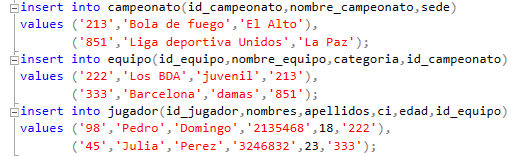 insert into campeonato(id_campeonato,nombre_campeonato,sede)
values ('213','Bola de fuego','El Alto'),
('851','Liga deportiva Unidos','La Paz');
insert into equipo(id_equipo,nombre_equipo,categoria,id_campeonato)
values ('222','Los BDA','juvenil','213'),
('333','Barcelona','damas','851');
insert into jugador(id_jugador,nombres,apellidos,ci,edad,id_equipo)
values ('98','Pedro','Domingo','2135468',18,'222'),
('45','Julia','Perez','3246832',23,'333');